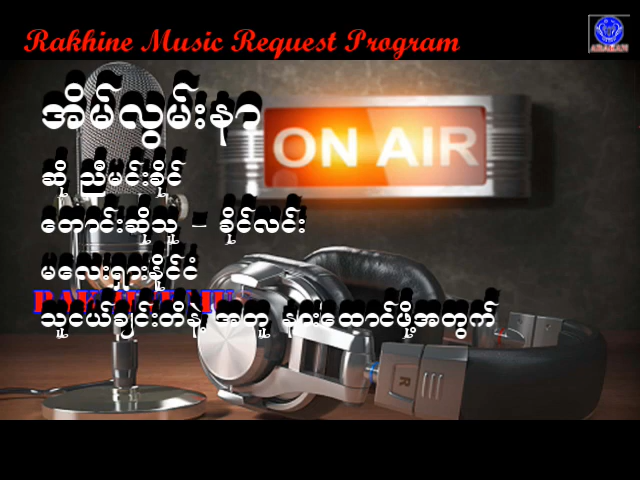 Rakhine Music Request Program
ARAKAN
အိမ်လွမ်းနာ
ON AIR
ဆို ညီမင်းခိုင်
တောင်းဆိုသူ - ခိုင်လင်း
မလေးရှားနိုင်ငံ
သူငယ်ချင်းတိနဲ့ အတူ နားထောင်ဖို့အတွက်
R